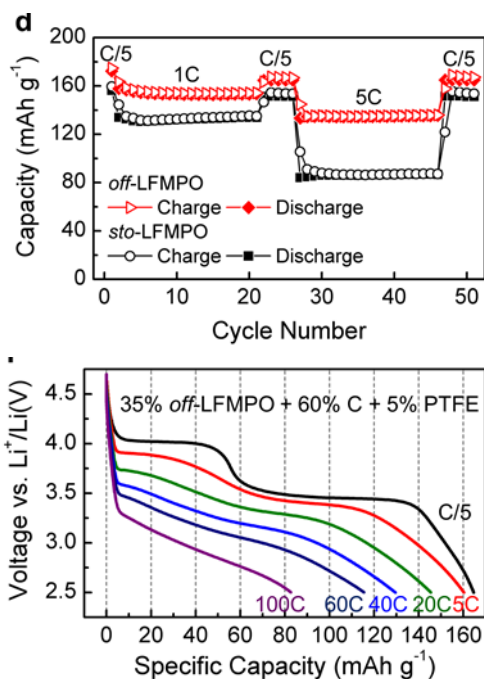 d
200
160
120
80
40
0
Capacity (mAh g⁻¹)
C/5
1C
C/5
5C
C/5
off-LFMPO
Charge
Discharge
sto-LFMPO
Charge
Discharge
0 10 20 30 40 50
Cycle Number
4.5
4.0
3.5
3.0
2.5
Voltage vs. Li⁺/Li(V)
35% off-LFMPO + 60% C + 5% PTFE
C/5
100C 60C 40C 20C 5C
0 20 40 60 80 100 120 140 160
Specific Capacity (mAh g⁻¹)